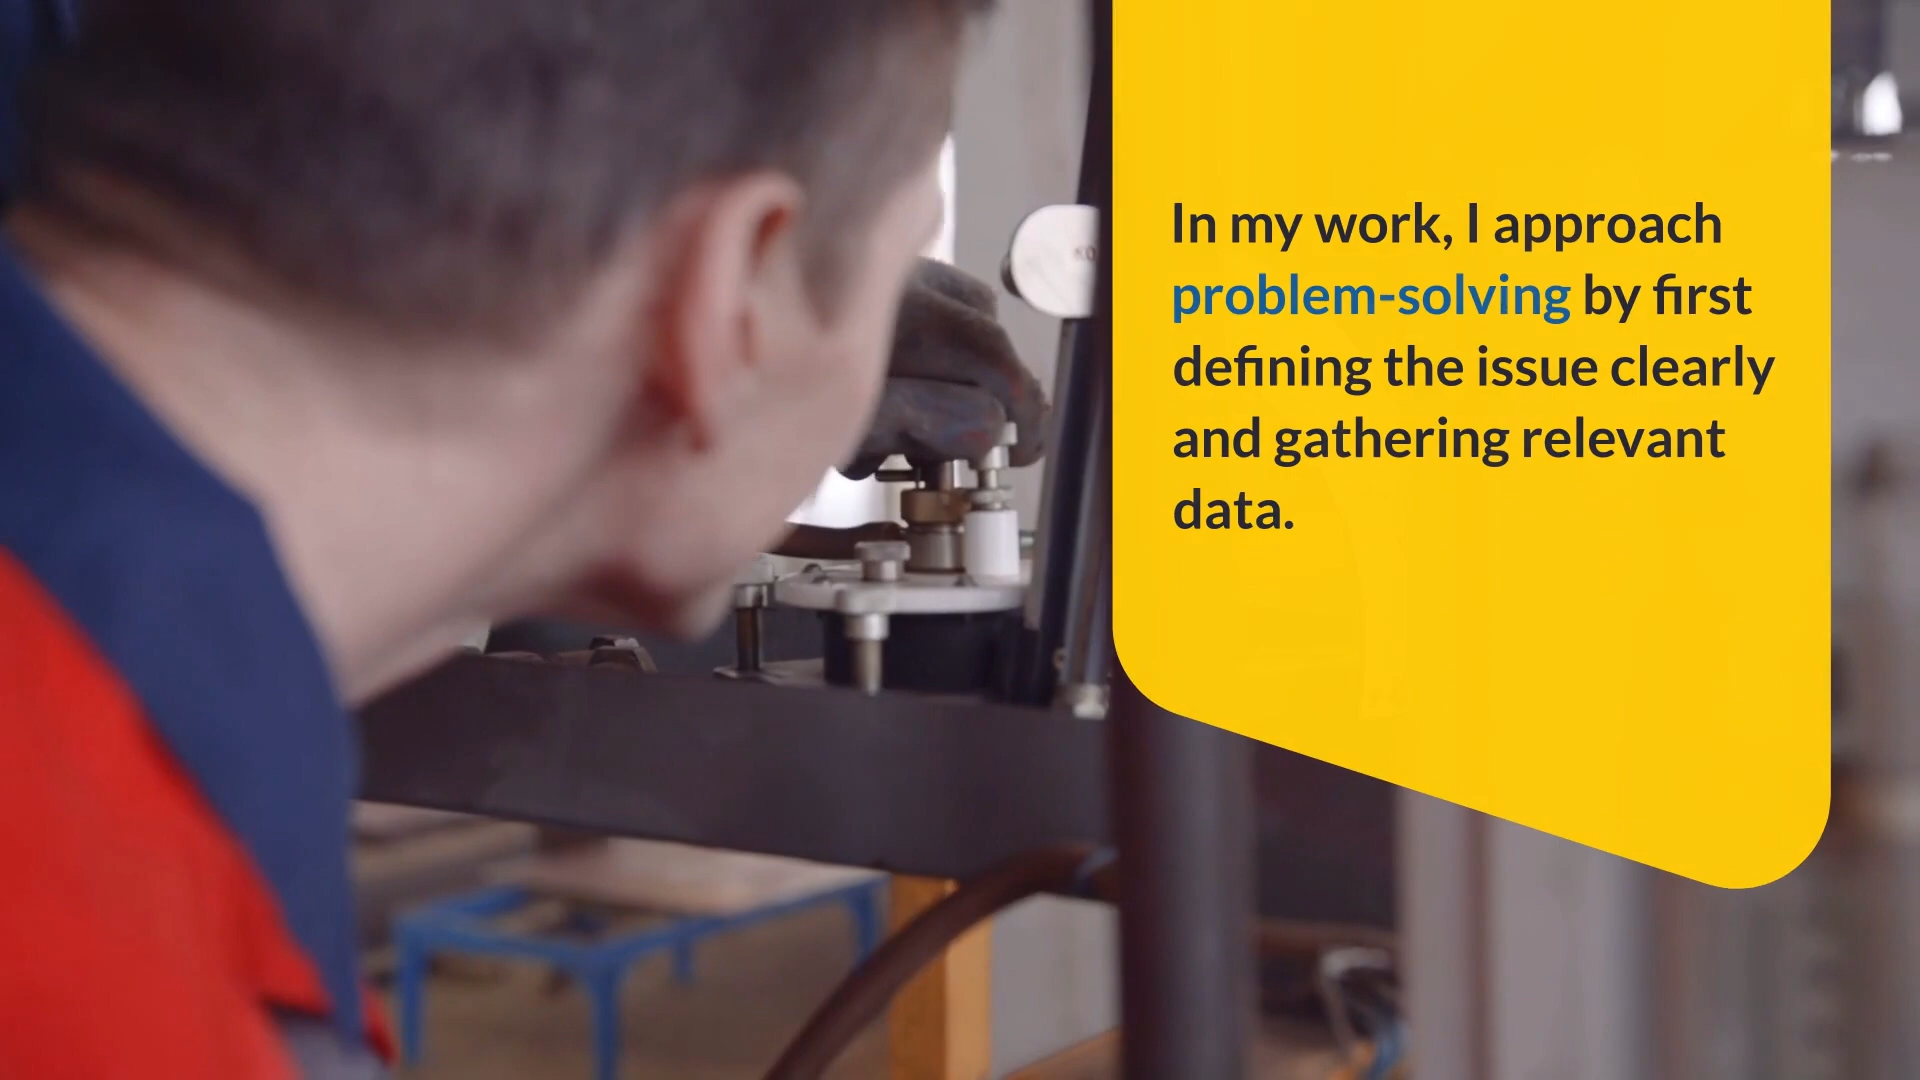 In my work, I approach
problem-solving by first
defining the issue clearly
and gathering relevant
data.